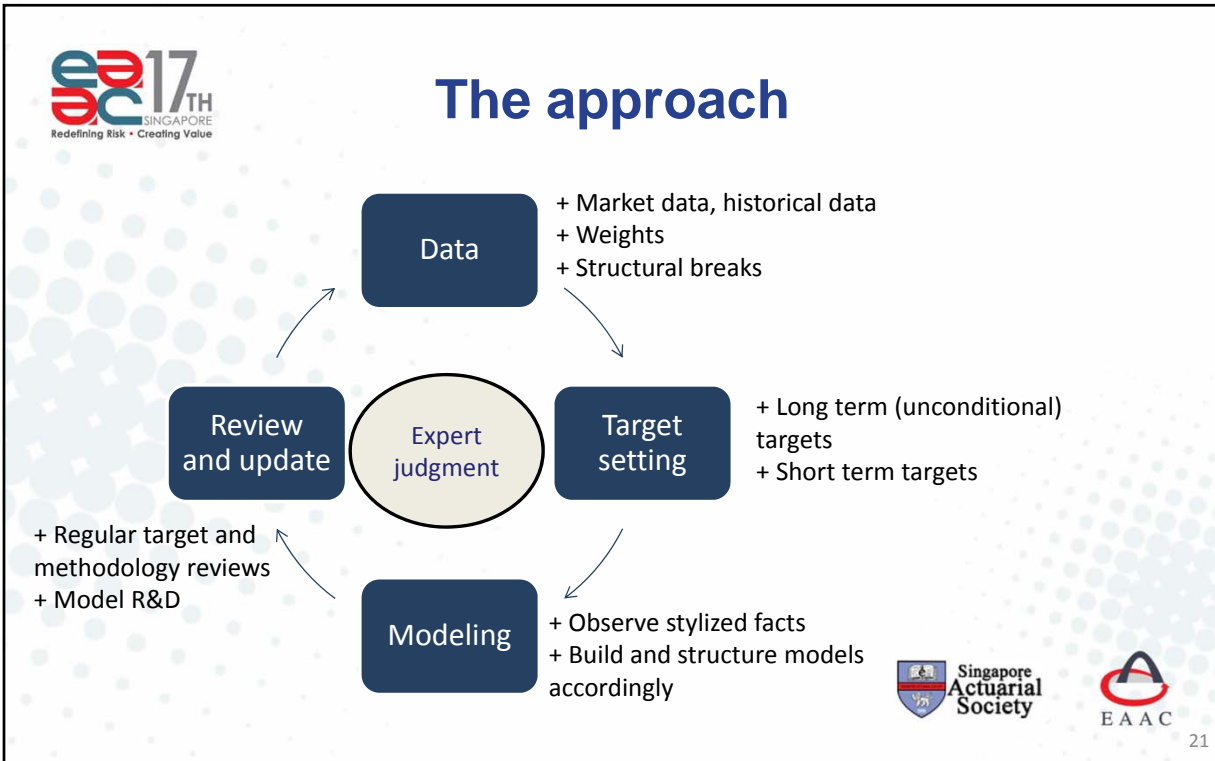 eaac 17TH
SINGAPORE
Redefining Risk • Creating Value
The approach
Data
+ Market data, historical data
+ Weights
+ Structural breaks
Review
and update
Expert
judgment
Target
setting
+ Long term (unconditional)
targets
+ Short term targets
+ Regular target and
methodology reviews
+ Model R&D
Modeling
+ Observe stylized facts
+ Build and structure models
accordingly
Singapore
Actuarial
Society
EAAC
21